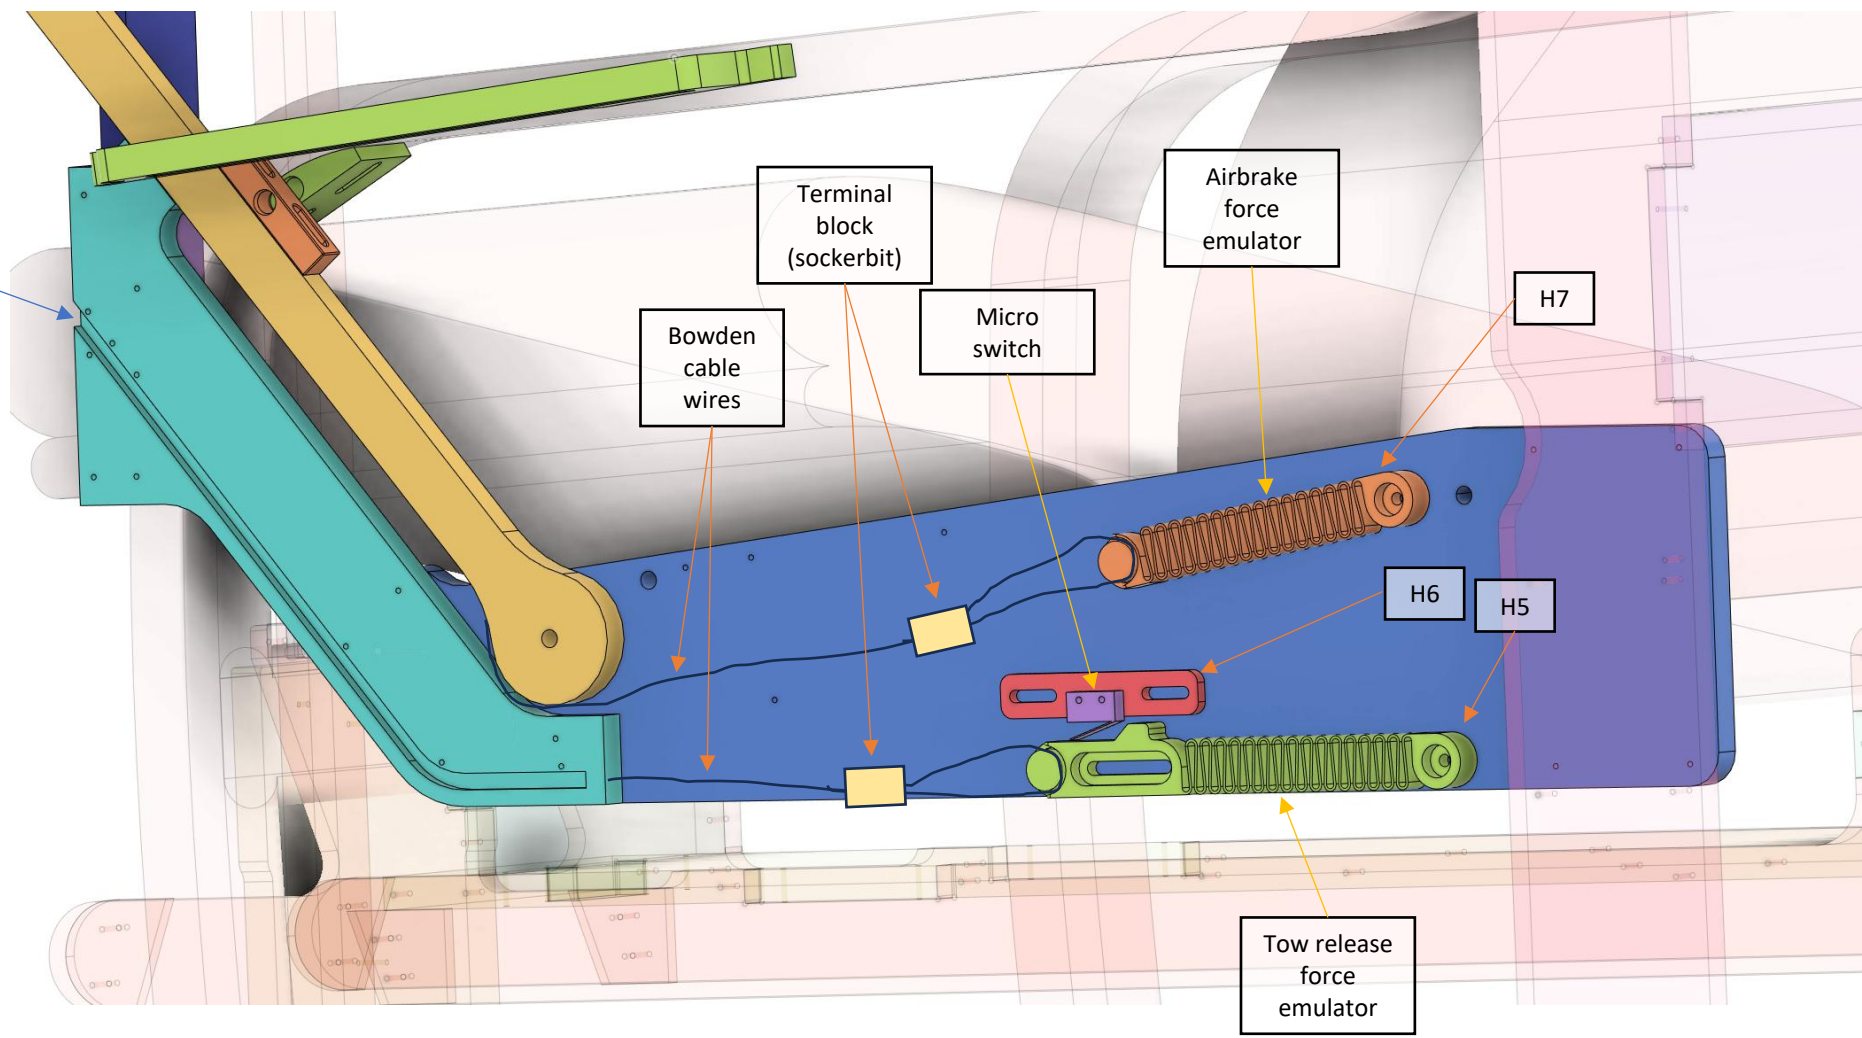 Terminal
block
(sockerbit)
Airbrake
force
emulator
H7
Micro
switch
Bowden
cable
wires
H6
H5
Tow release
force
emulator